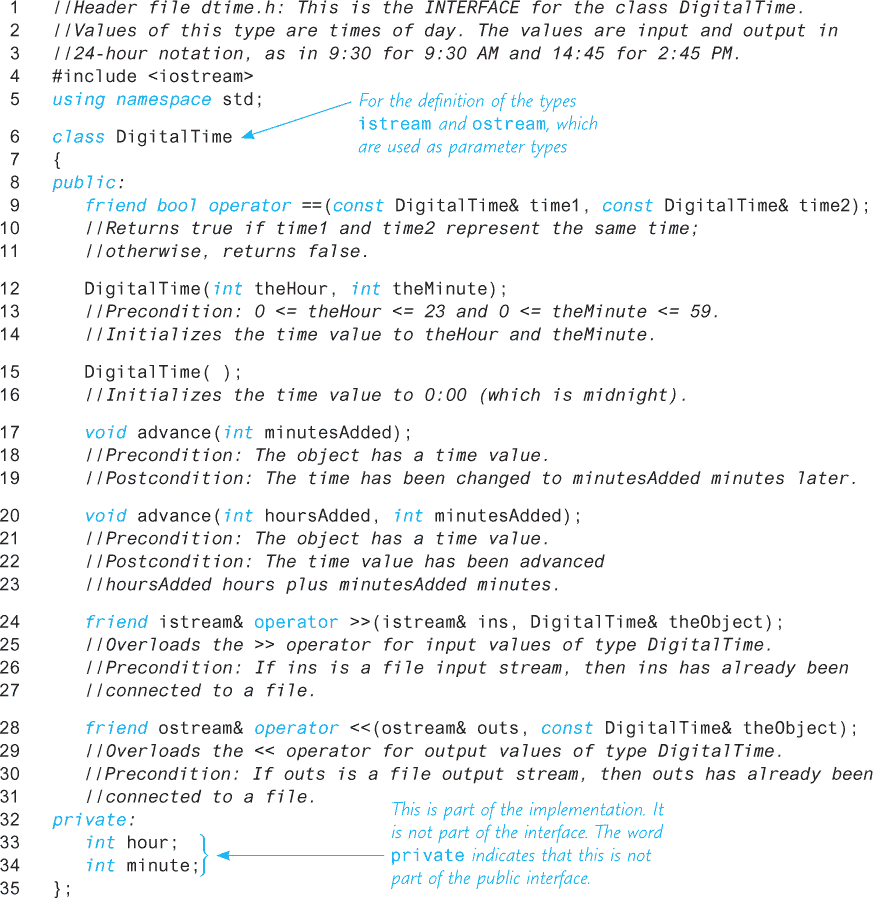 1 //Header file dtime.h: This is the INTERFACE for the class DigitalTime.
2 //Values of this type are times of day. The values are input and output in
3 //24-hour notation, as in 9:30 for 9:30 AM and 14:45 for 2:45 PM.
4 #include <iostream>
5 using namespace std;
For the definition of the types
istream and ostream, which
are used as parameter types
6 class DigitalTime
7 {
8 public:
9 friend bool operator ==(const DigitalTime& time1, const DigitalTime& time2);
10 //Returns true if time1 and time2 represent the same time;
11 //otherwise, returns false.
12 DigitalTime(int theHour, int theMinute);
13 //Precondition: 0 <= theHour <= 23 and 0 <= theMinute <= 59.
14 //Initializes the time value to theHour and theMinute.
15 DigitalTime( );
16 //Initializes the time value to 0:00 (which is midnight).
17 void advance(int minutesAdded);
18 //Precondition: The object has a time value.
19 //Postcondition: The time has been changed to minutesAdded minutes later.
20 void advance(int hoursAdded, int minutesAdded);
21 //Precondition: The object has a time value.
22 //Postcondition: The time value has been advanced
23 //hoursAdded hours plus minutesAdded minutes.
24 friend istream& operator >>(istream& ins, DigitalTime& theObject);
25 //Overloads the >> operator for input values of type DigitalTime.
26 //Precondition: If ins is a file input stream, then ins has already been
27 //connected to a file.
28 friend ostream& operator <<(ostream& outs, const DigitalTime& theObject);
29 //Overloads the << operator for output values of type DigitalTime.
30 //Precondition: If outs is a file output stream, then outs has already been
31 //connected to a file.
32 private:
33 int hour;
34 int minute;
35 };
This is part of the implementation. It
is not part of the interface. The word
private indicates that this is not
part of the public interface.